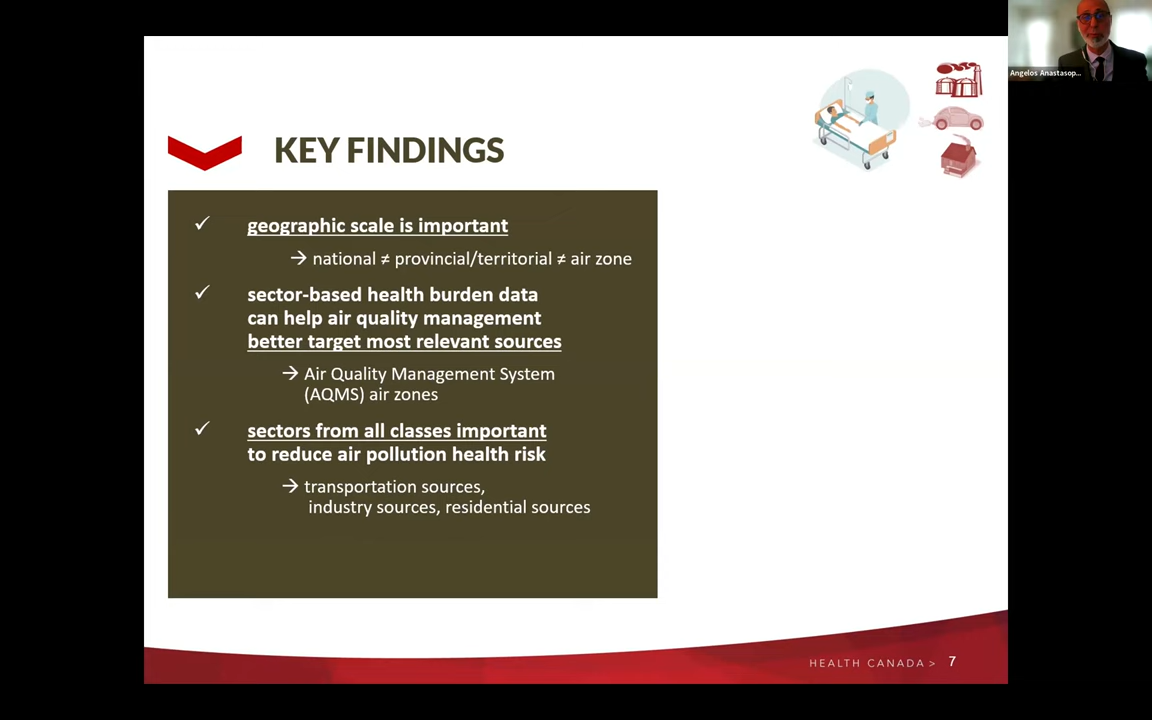 Angelos Anastasop...
KEY FINDINGS
✓ geographic scale is important
→ national ≠ provincial/territorial ≠ air zone
✓ sector-based health burden data
can help air quality management
better target most relevant sources
→ Air Quality Management System
(AQMS) air zones
✓ sectors from all classes important
to reduce air pollution health risk
→ transportation sources,
industry sources, residential sources
HEALTH CANADA > 7